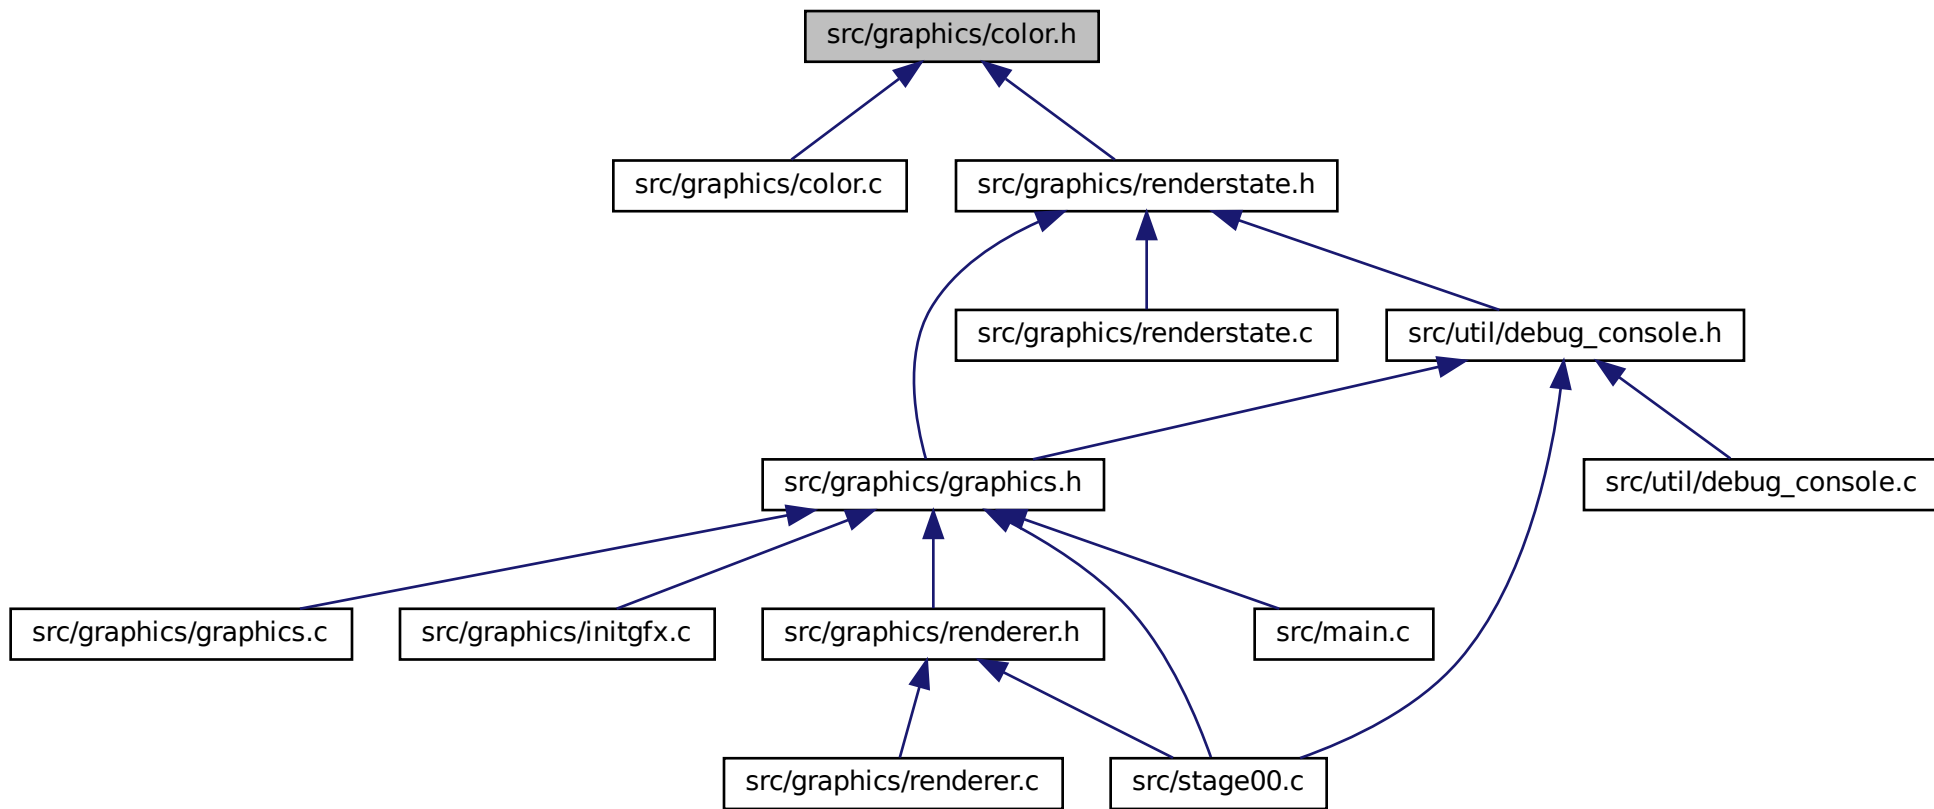 src/graphics/color.h
src/graphics/color.c
src/graphics/renderstate.h
src/graphics/renderstate.c
src/util/debug_console.h
src/graphics/graphics.h
src/util/debug_console.c
src/graphics/graphics.c
src/graphics/initgfx.c
src/graphics/renderer.h
src/main.c
src/graphics/renderer.c
src/stage00.c